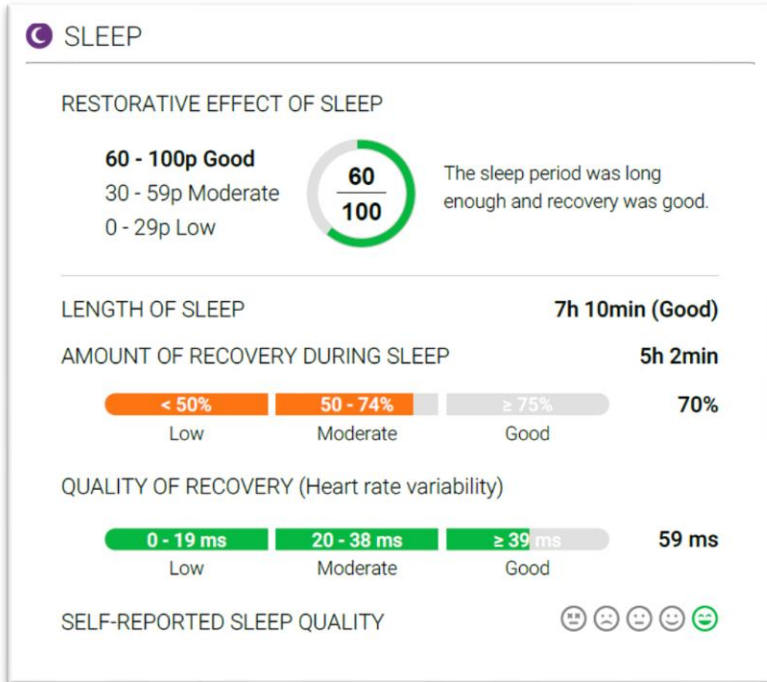 SLEEP
RESTORATIVE EFFECT OF SLEEP
60 - 100p Good
30 - 59p Moderate
0 - 29p Low
60
100
The sleep period was long
enough and recovery was good.
LENGTH OF SLEEP 7h 10min (Good)
AMOUNT OF RECOVERY DURING SLEEP 5h 2min
< 50% 50 - 74% ≥ 75% 70%
Low Moderate Good
QUALITY OF RECOVERY (Heart rate variability)
0 - 19 ms 20 - 38 ms ≥ 39 ms 59 ms
Low Moderate Good
SELF-REPORTED SLEEP QUALITY